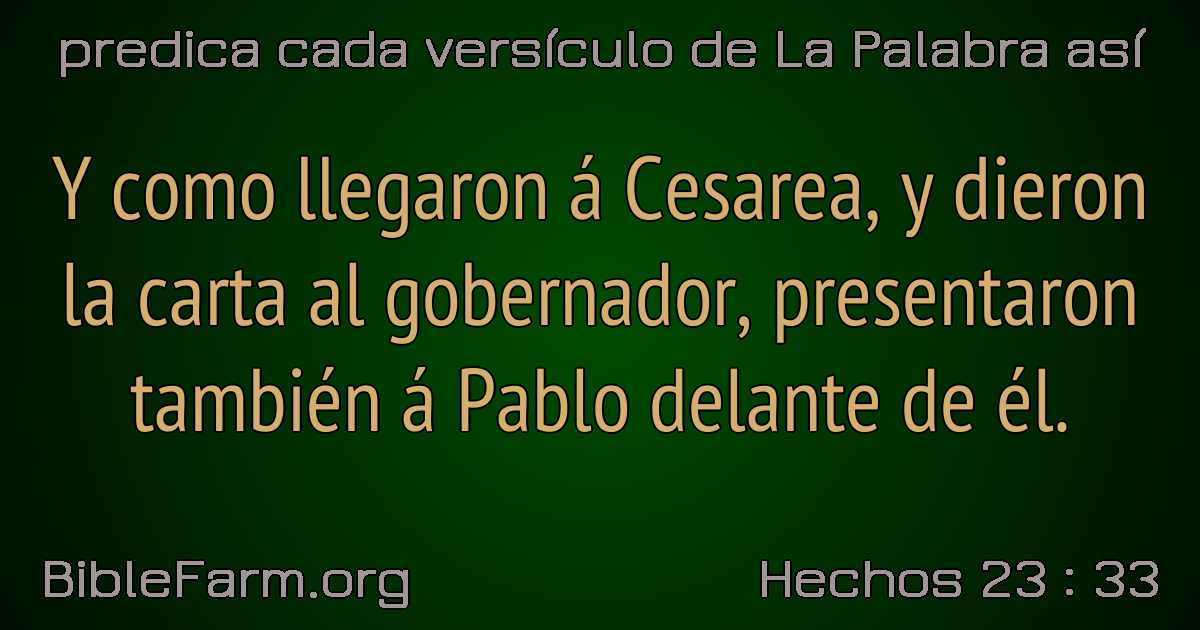 predica cada versículo de La Palabra así
Y como llegaron á Cesarea, y dieron
la carta al gobernador, presentaron
también á Pablo delante de él.
BibleFarm.org
Hechos 23 : 33